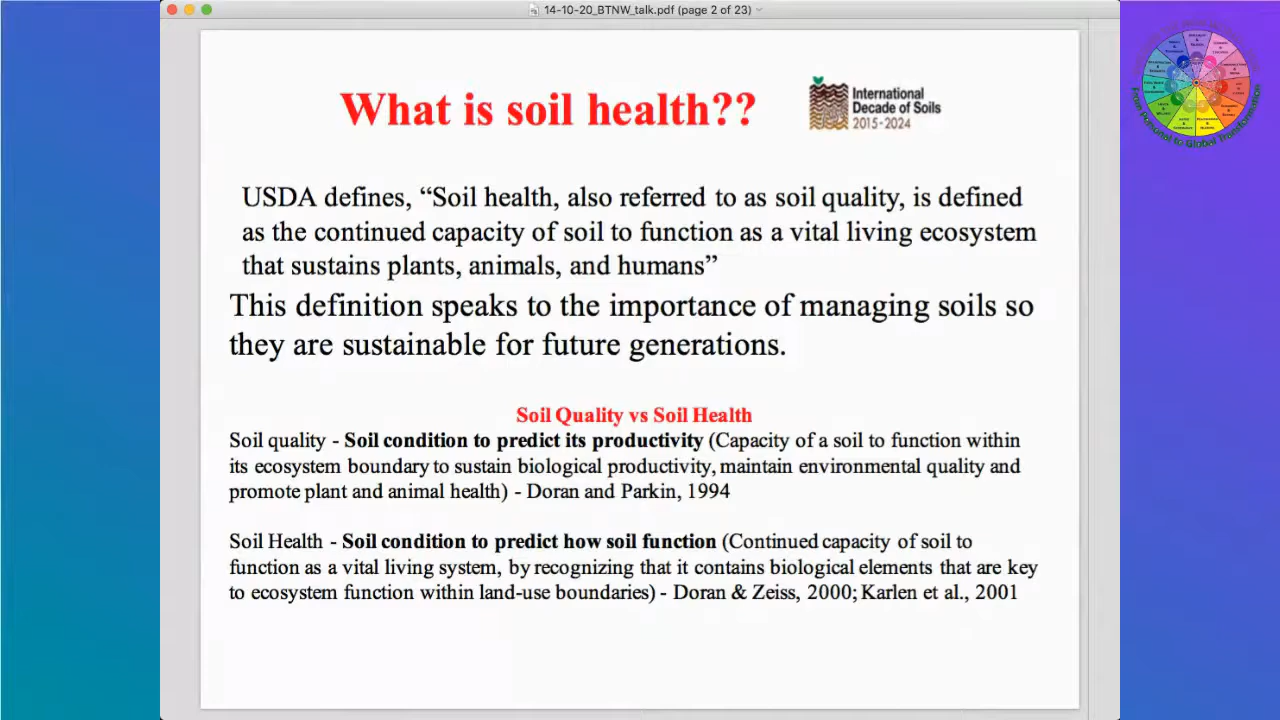 14-10-20_BTNW_talk.pdf (page 2 of 23)
What is soil health??
International
Decade of Soils
2015-2024
USDA defines, “Soil health, also referred to as soil quality, is defined
as the continued capacity of soil to function as a vital living ecosystem
that sustains plants, animals, and humans”
This definition speaks to the importance of managing soils so
they are sustainable for future generations.
Soil Quality vs Soil Health
Soil quality - Soil condition to predict its productivity (Capacity of a soil to function within
its ecosystem boundary to sustain biological productivity, maintain environmental quality and
promote plant and animal health) - Doran and Parkin, 1994
Soil Health - Soil condition to predict how soil function (Continued capacity of soil to
function as a vital living system, by recognizing that it contains biological elements that are key
to ecosystem function within land-use boundaries) - Doran & Zeiss, 2000; Karlen et al., 2001